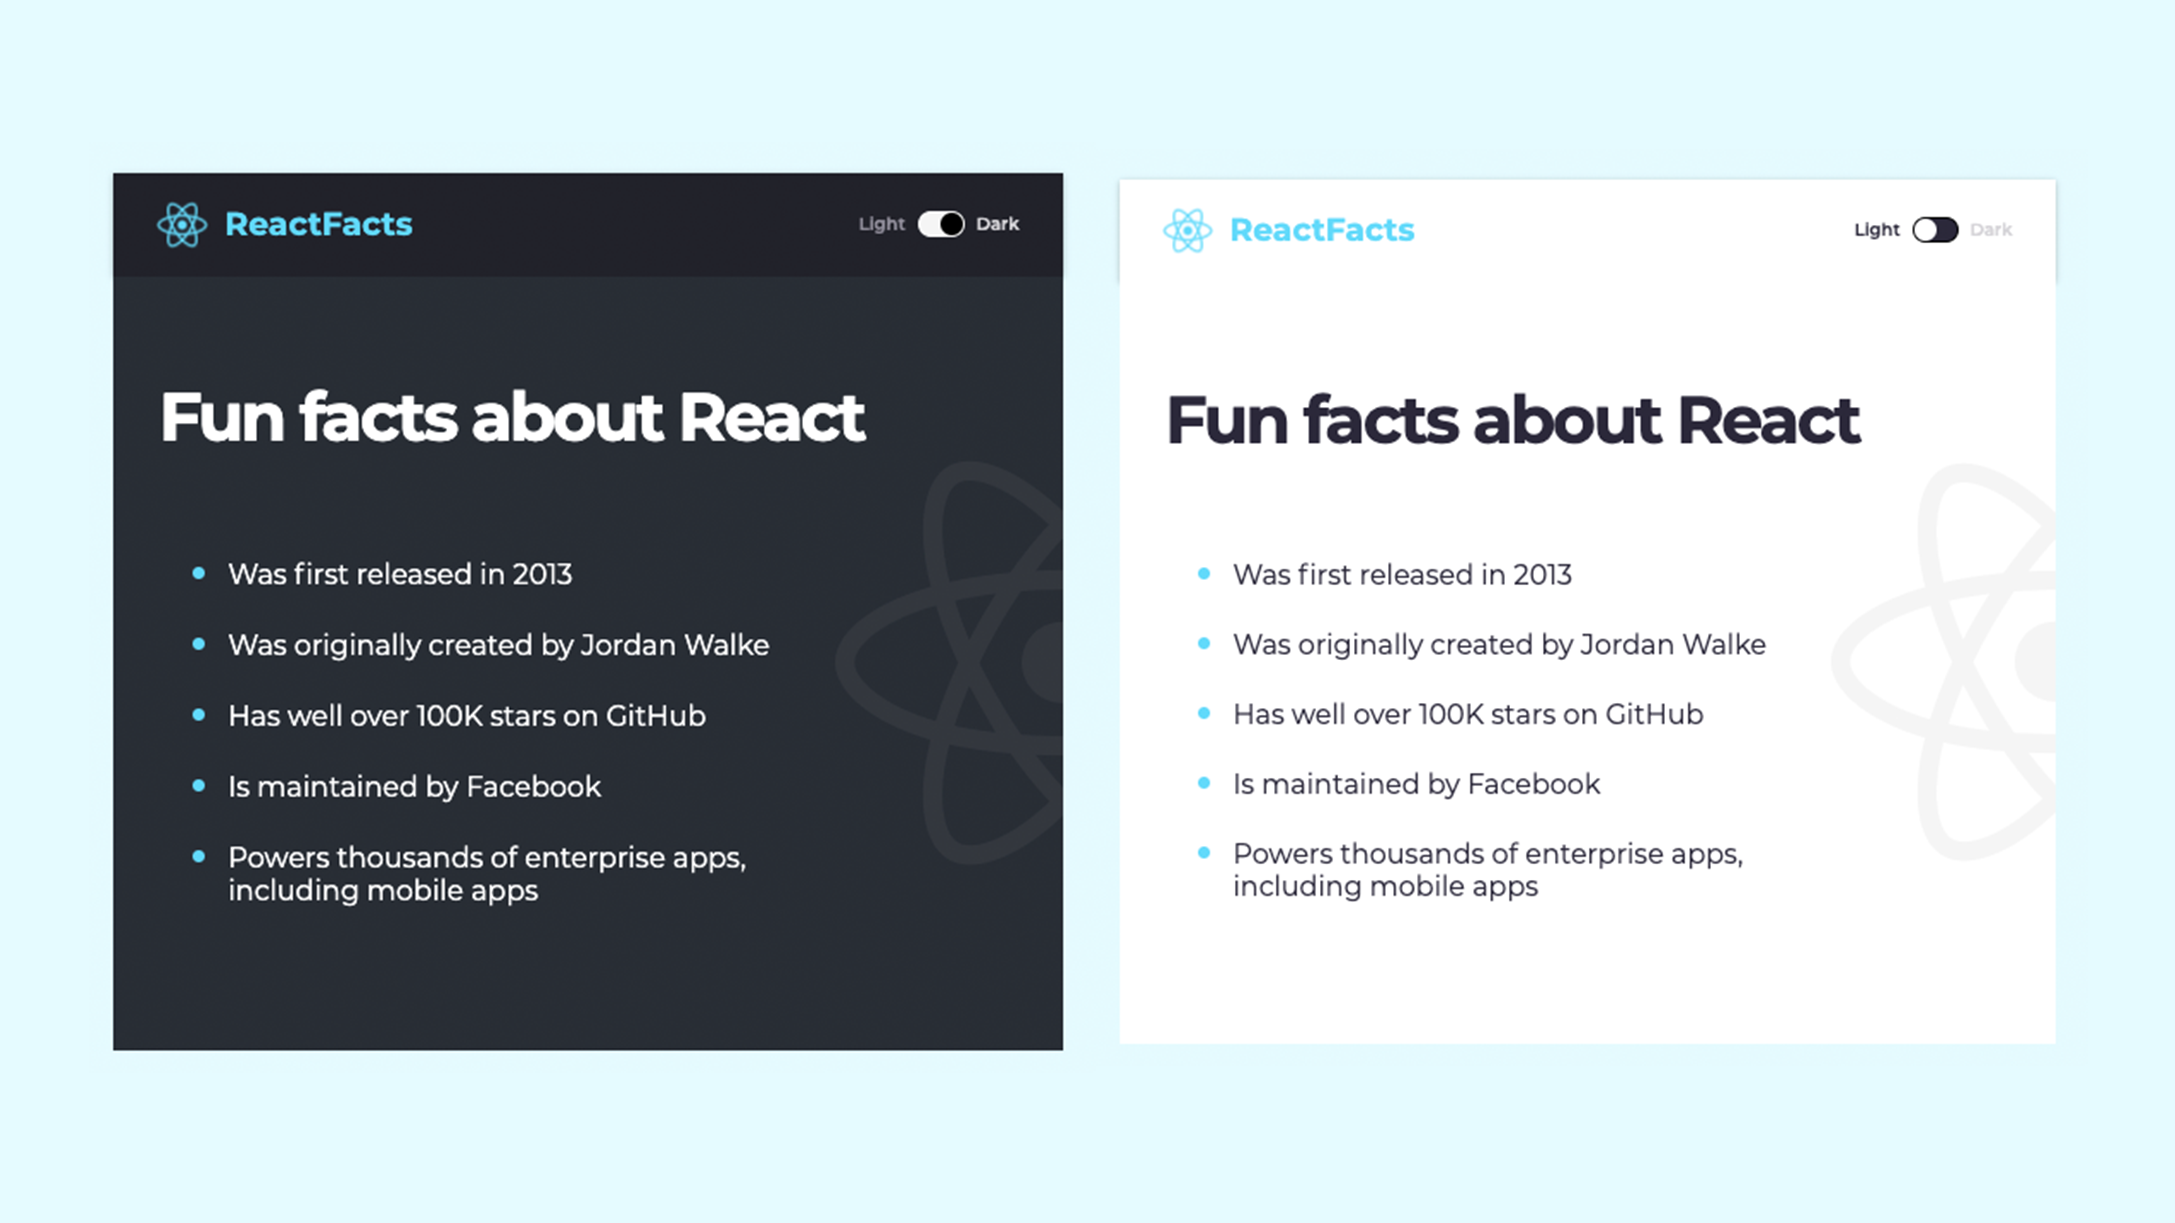 ReactFacts
Light Dark
Fun facts about React
Was first released in 2013
Was originally created by Jordan Walke
Has well over 100K stars on GitHub
Is maintained by Facebook
Powers thousands of enterprise apps,
including mobile apps
ReactFacts
Light Dark
Fun facts about React
Was first released in 2013
Was originally created by Jordan Walke
Has well over 100K stars on GitHub
Is maintained by Facebook
Powers thousands of enterprise apps,
including mobile apps